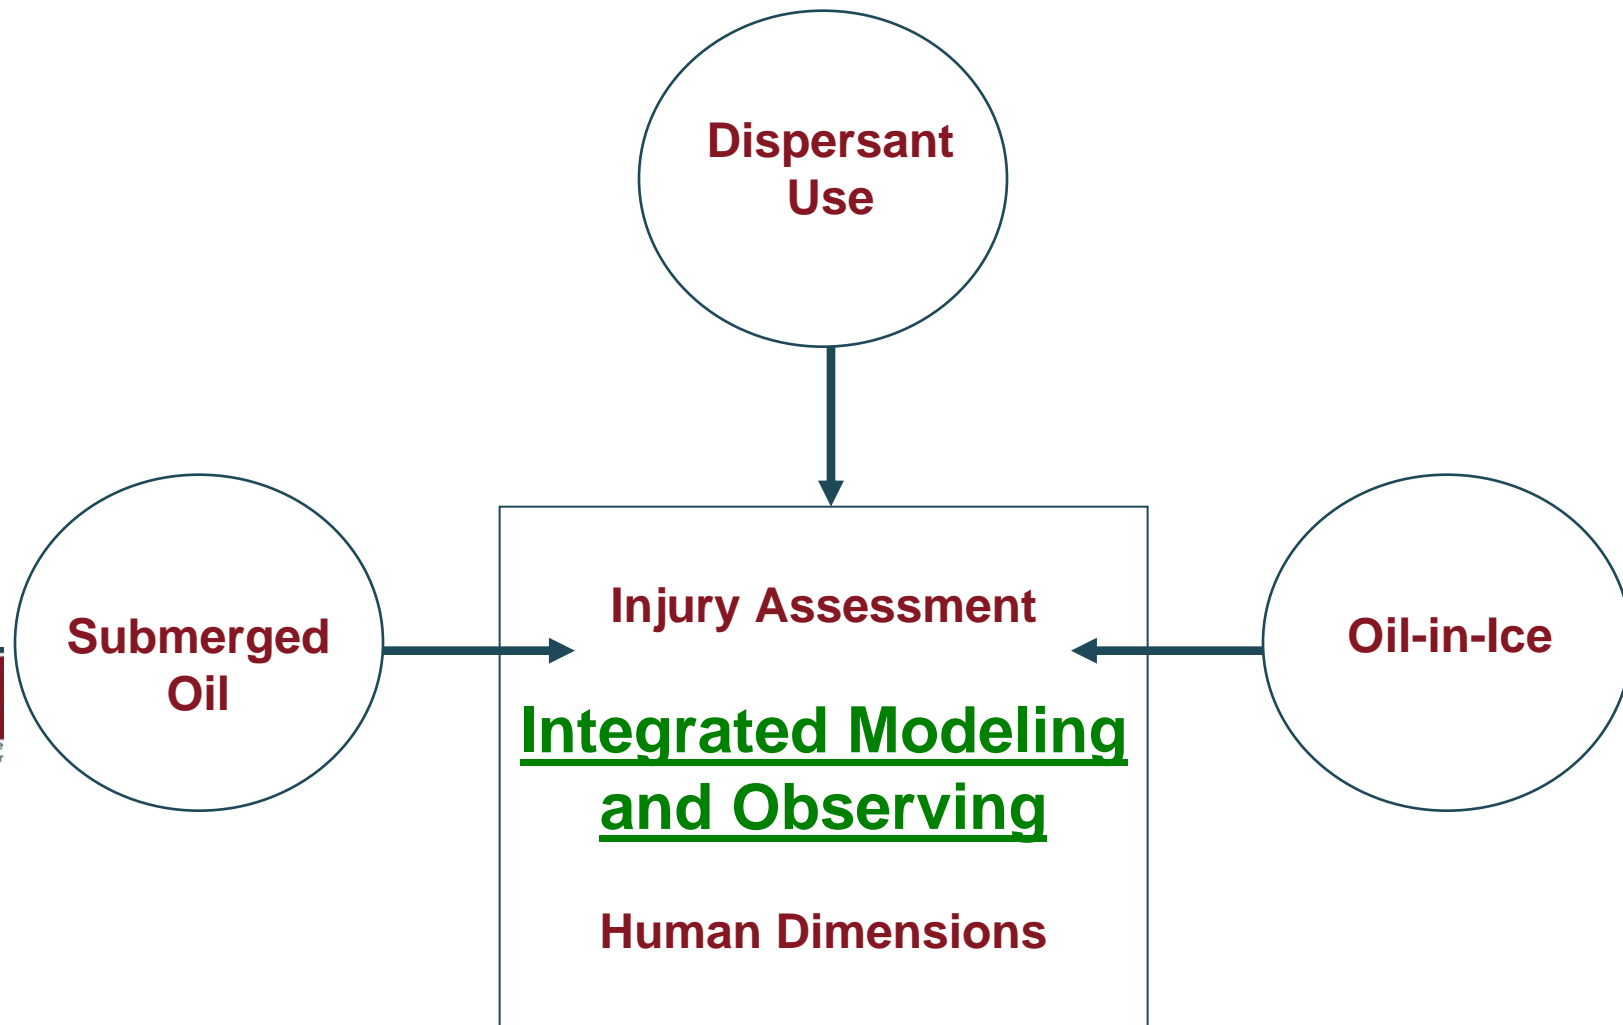 Dispersant
Use
Submerged
Oil
Injury Assessment
Oil-in-Ice
Integrated Modeling
and Observing
Human Dimensions